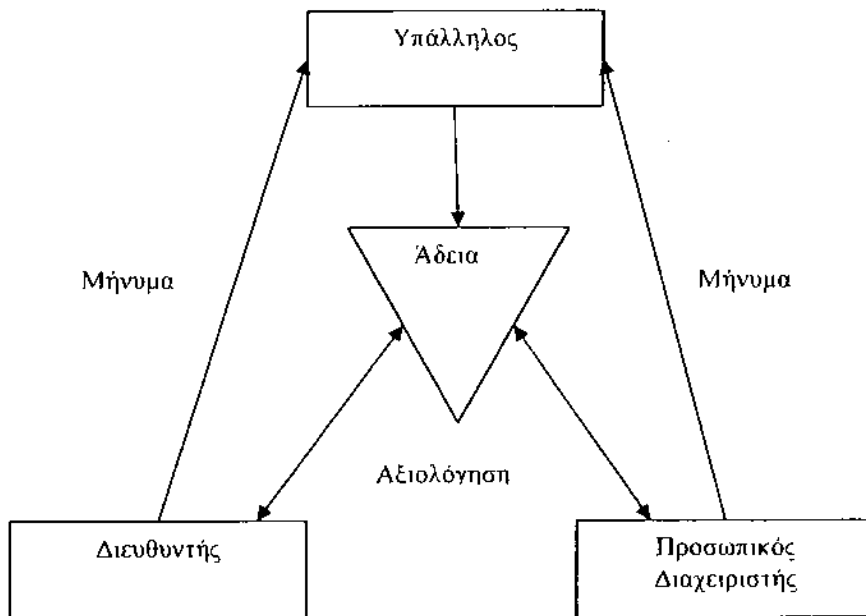 Υπάλληλος
Άδεια
Μήνυμα
Μήνυμα
Αξιολόγηση
Διευθυντής
Προσωπικός
Διαχειριστής